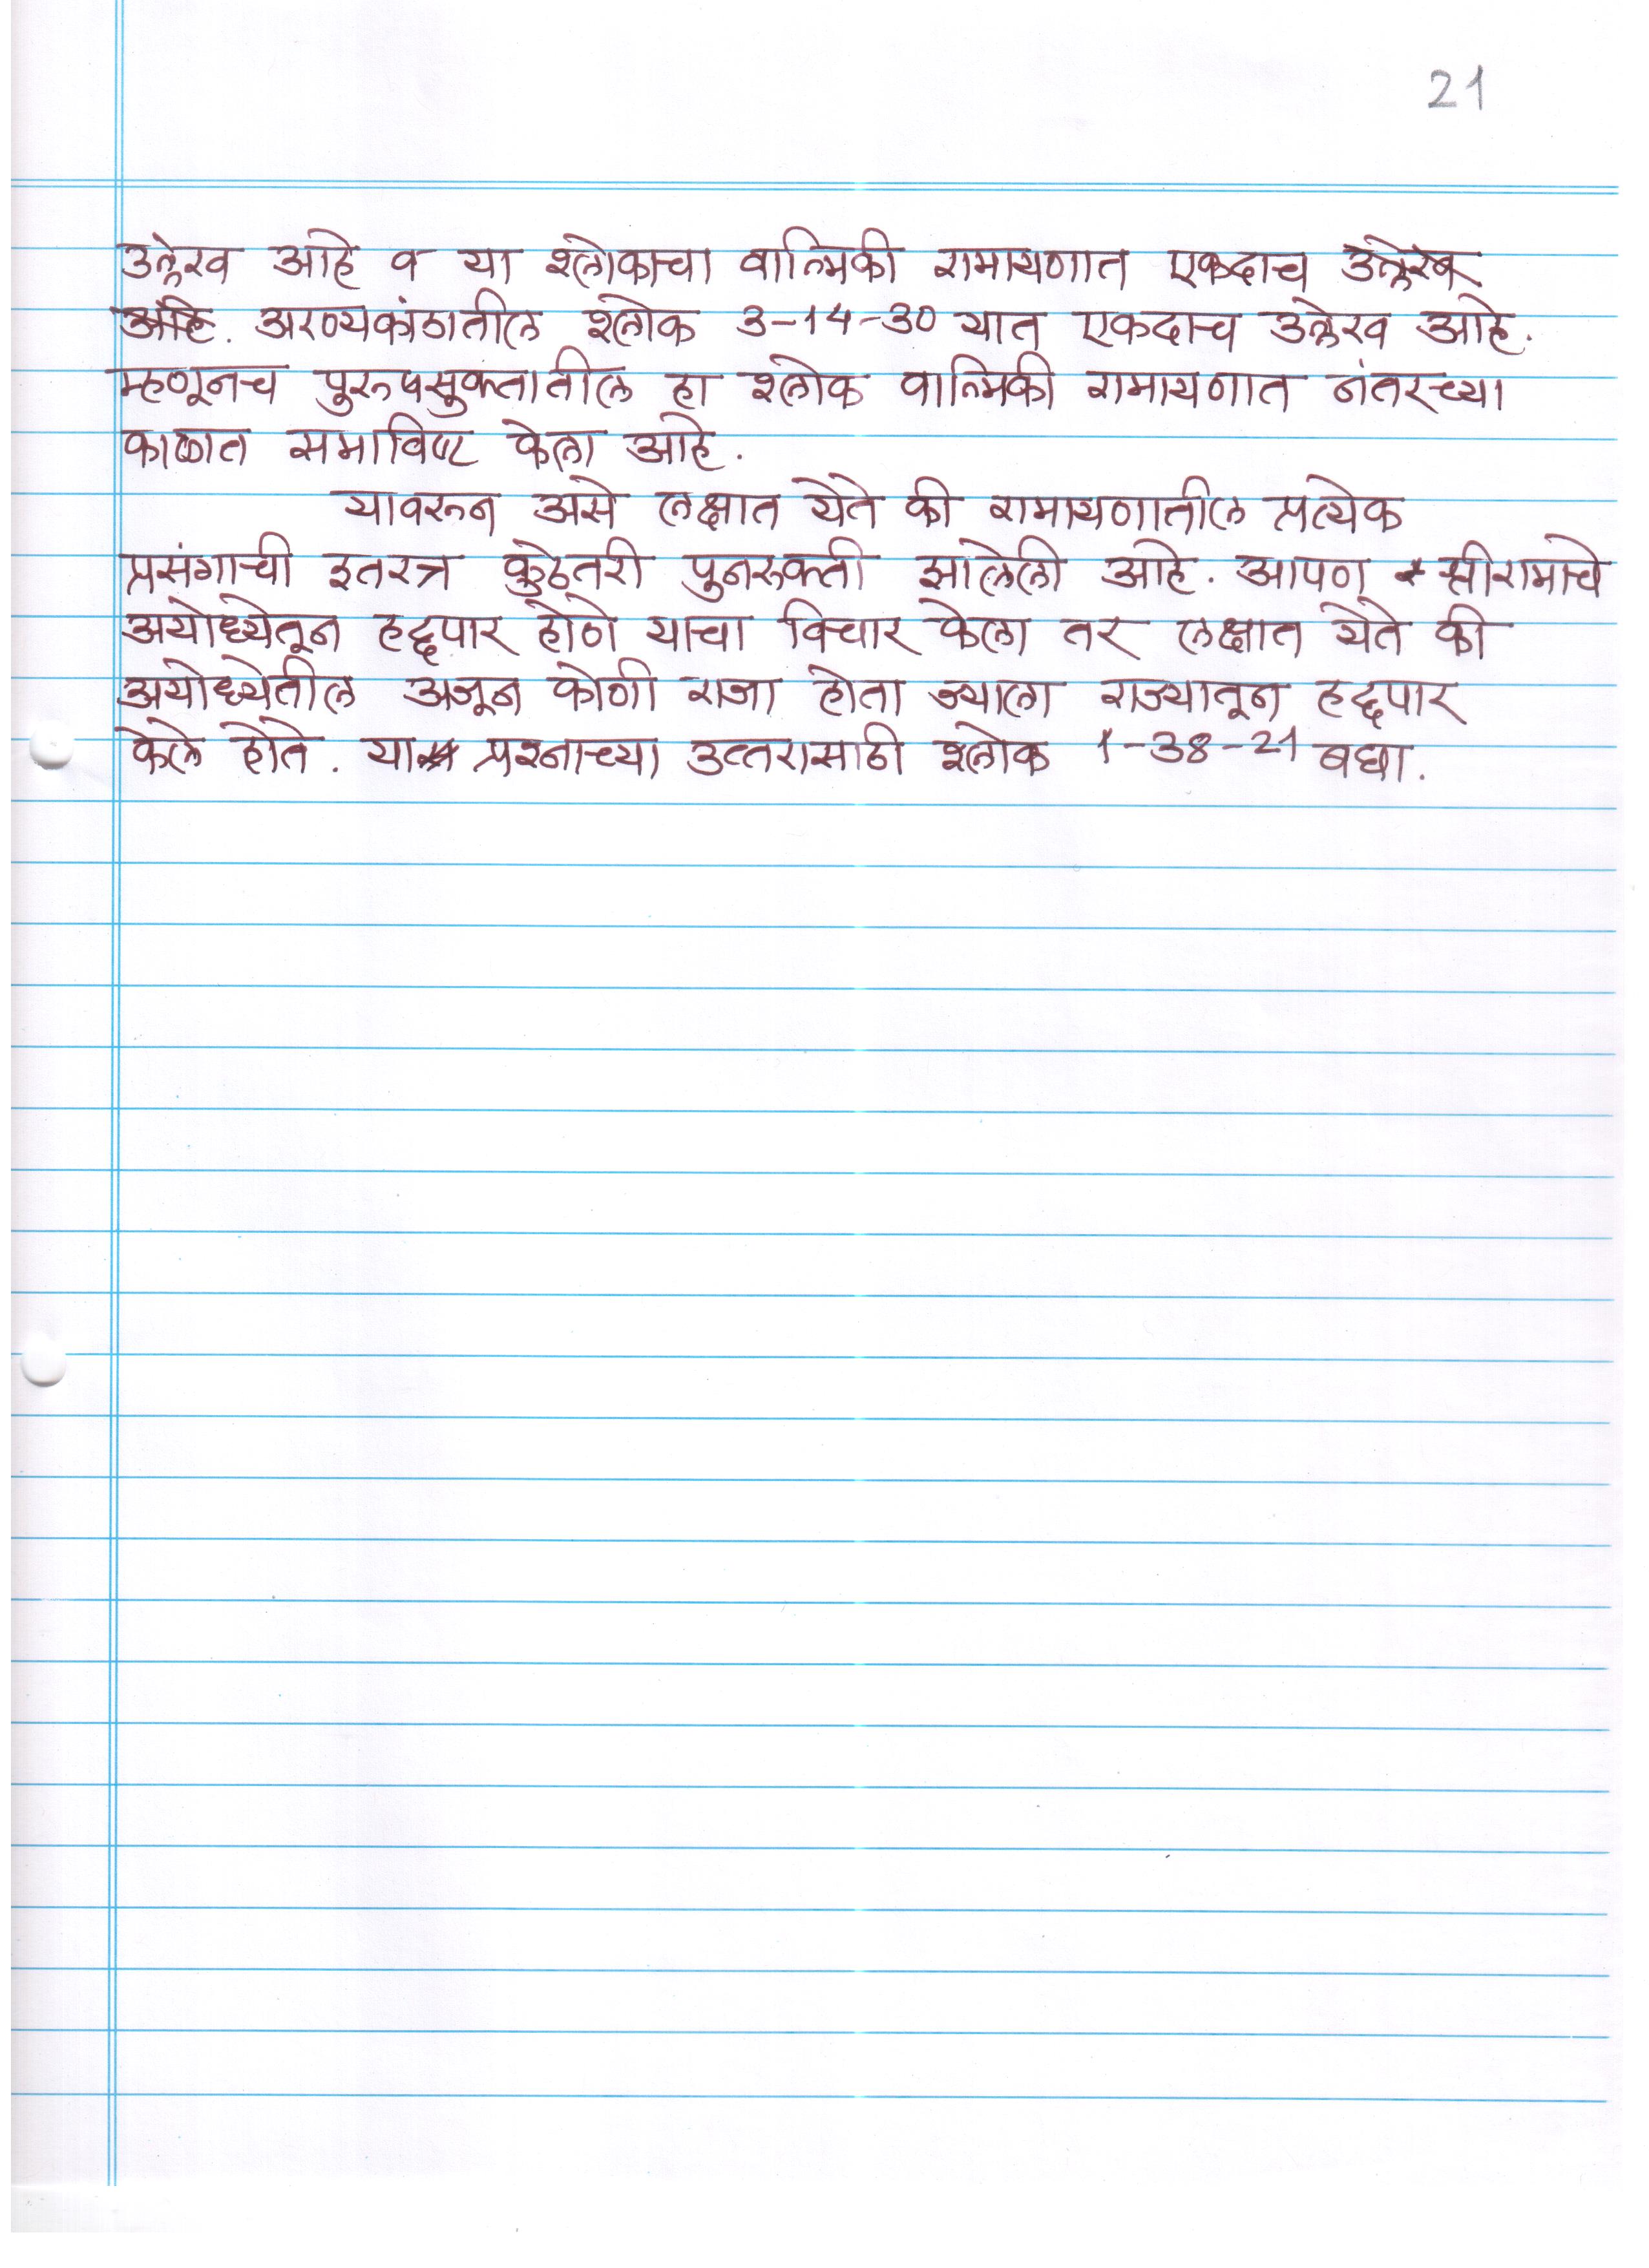 21
उल्लेख आहे व या श्लोकाचा वाल्मिकी रामायणात एकदाच उल्लेख
आहे. अरण्यकांडातील श्लोक 3-14-30 यात एकदाच उल्लेख आहे.
म्हणूनच पुरुषसुक्तातील हा श्लोक वाल्मिकी रामायणात नंतरच्या
काळात समाविष्ट केला आहे.
यावरून असे लक्षात येते की रामायणातील प्रत्येक
प्रसंगाची इतरत्र कुठेतरी पुनरुक्ती झालेली आहे. आपण श्रीरामाचे
अयोध्येतून हद्दपार होणे याचा विचार केला तर लक्षात येते की
अयोध्येतील अजून कोणी राजा होता ज्याला राज्यातून हद्दपार
केले होते. या प्रश्नाच्या उत्तरासाठी श्लोक 1-38-21 बघा.